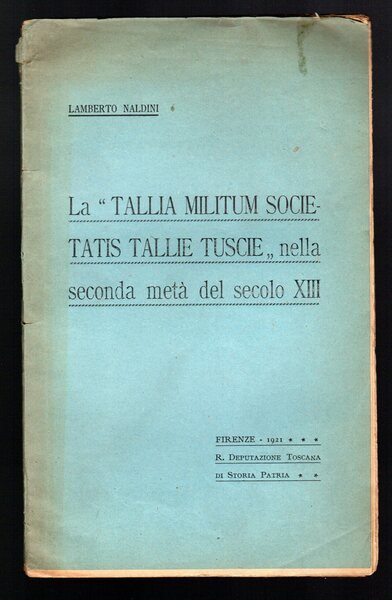 LAMBERTO NALDINI
La “ TALLIA MILITUM SOCIE-
TATIS TALLIE TUSCIE „ nella
seconda metà del secolo XIII
FIRENZE - 1921 * * *
R. DEPUTAZIONE TOSCANA
DI STORIA PATRIA * *